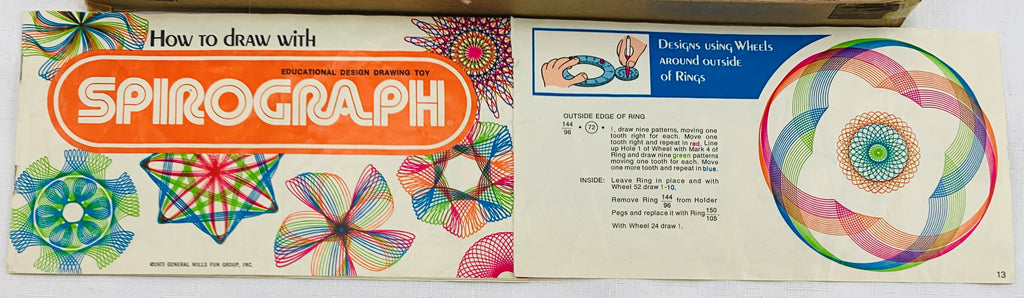 How to draw with
EDUCATIONAL DESIGN DRAWING TOY
SPIROGRAPH®
©1973 GENERAL MILLS FUN GROUP, INC.
Designs using Wheels
around outside
of Rings
OUTSIDE EDGE OF RING
144/96 • (72) • 1, draw nine patterns, moving one
tooth right for each. Move one
tooth right and repeat in red. Line
up Hole 1 of Wheel with Mark 4 of
Ring and draw nine green patterns
moving one tooth for each. Move
one more tooth and repeat in blue.
INSIDE: Leave Ring in place and with
Wheel 52 draw 1-10.
Remove Ring 144/96 from Holder
Pegs and replace it with Ring 150/105
With Wheel 24 draw 1.
13